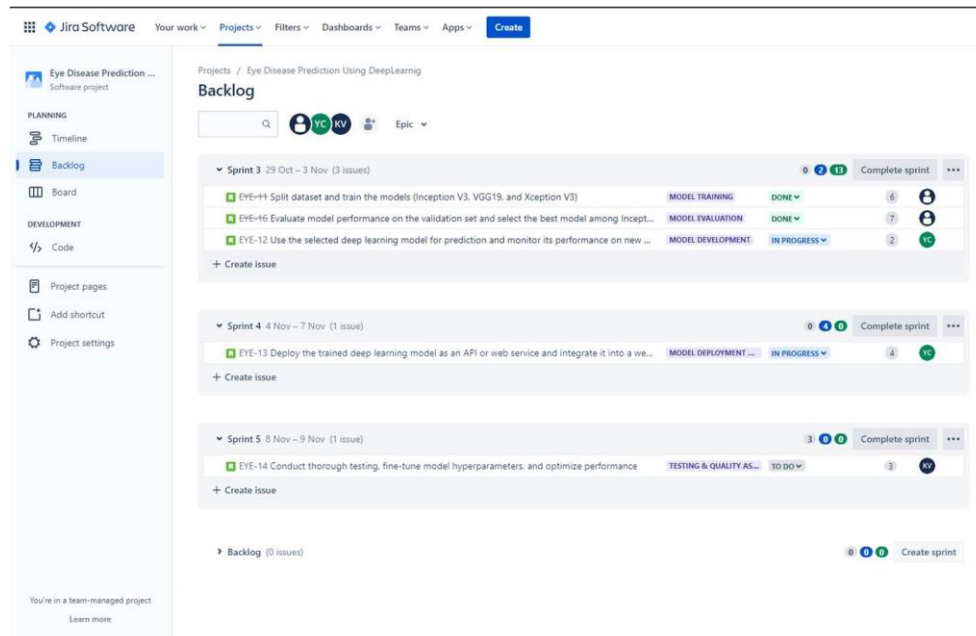 Jira Software Your work Projects Filters Dashboards Teams Apps Create
Eye Disease Prediction ...
Software project
PLANNING
Timeline
Backlog
Board
DEVELOPMENT
Code
Project pages
Add shortcut
Project settings
You're in a team-managed project
Learn more
Projects / Eye Disease Prediction Using DeepLearnig
Backlog
YC KV Epic
Sprint 3 29 Oct – 3 Nov (3 issues) 0 2 13 Complete sprint
EYE-11 Split dataset and train the models (Inception V3, VGG19, and Xception V3) MODEL TRAINING DONE 6
EYE-16 Evaluate model performance on the validation set and select the best model among Incept... MODEL EVALUATION DONE 7
EYE-12 Use the selected deep learning model for prediction and monitor its performance on new ... MODEL DEVELOPMENT IN PROGRESS 2 YC
+ Create issue
Sprint 4 4 Nov – 7 Nov (1 issue) 0 4 0 Complete sprint
EYE-13 Deploy the trained deep learning model as an API or web service and integrate it into a we... MODEL DEPLOYMENT ... IN PROGRESS 4 YC
+ Create issue
Sprint 5 8 Nov – 9 Nov (1 issue) 3 0 0 Complete sprint
EYE-14 Conduct thorough testing, fine-tune model hyperparameters, and optimize performance TESTING & QUALITY AS... TO DO 3 KV
+ Create issue
Backlog (0 issues) 0 0 0 Create sprint